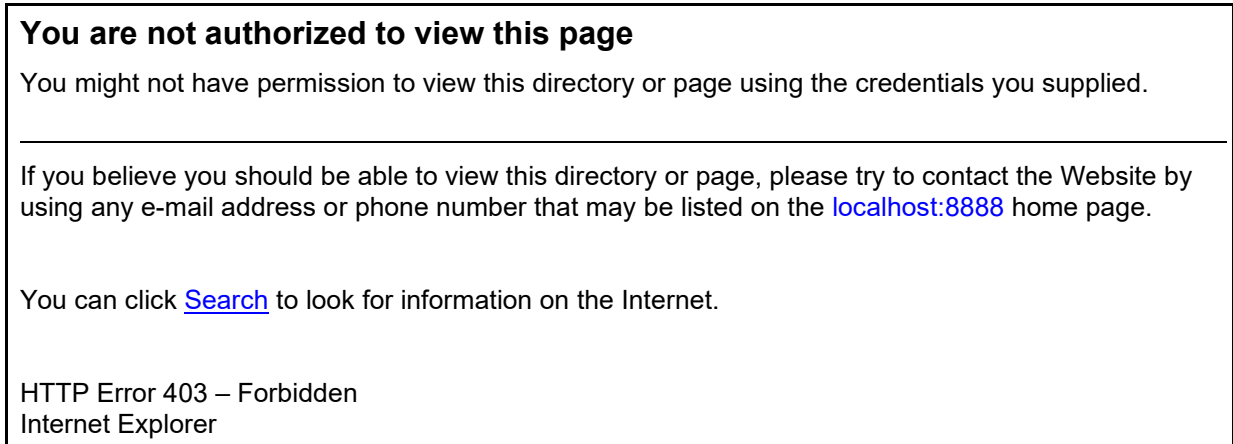 You are not authorized to view this page
You might not have permission to view this directory or page using the credentials you supplied.
If you believe you should be able to view this directory or page, please try to contact the Website by
using any e-mail address or phone number that may be listed on the localhost:8888 home page.
You can click Search to look for information on the Internet.
HTTP Error 403 – Forbidden
Internet Explorer